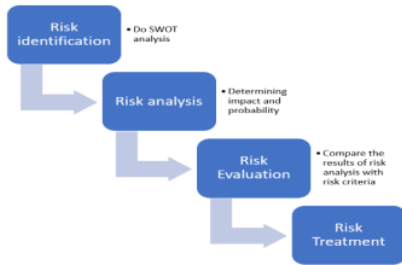 Risk
identification
• Do SWOT
analysis
Risk analysis
• Determining
impact and
probability
Risk
Evaluation
• Compare the
results of risk
analysis with
risk criteria
Risk
Treatment